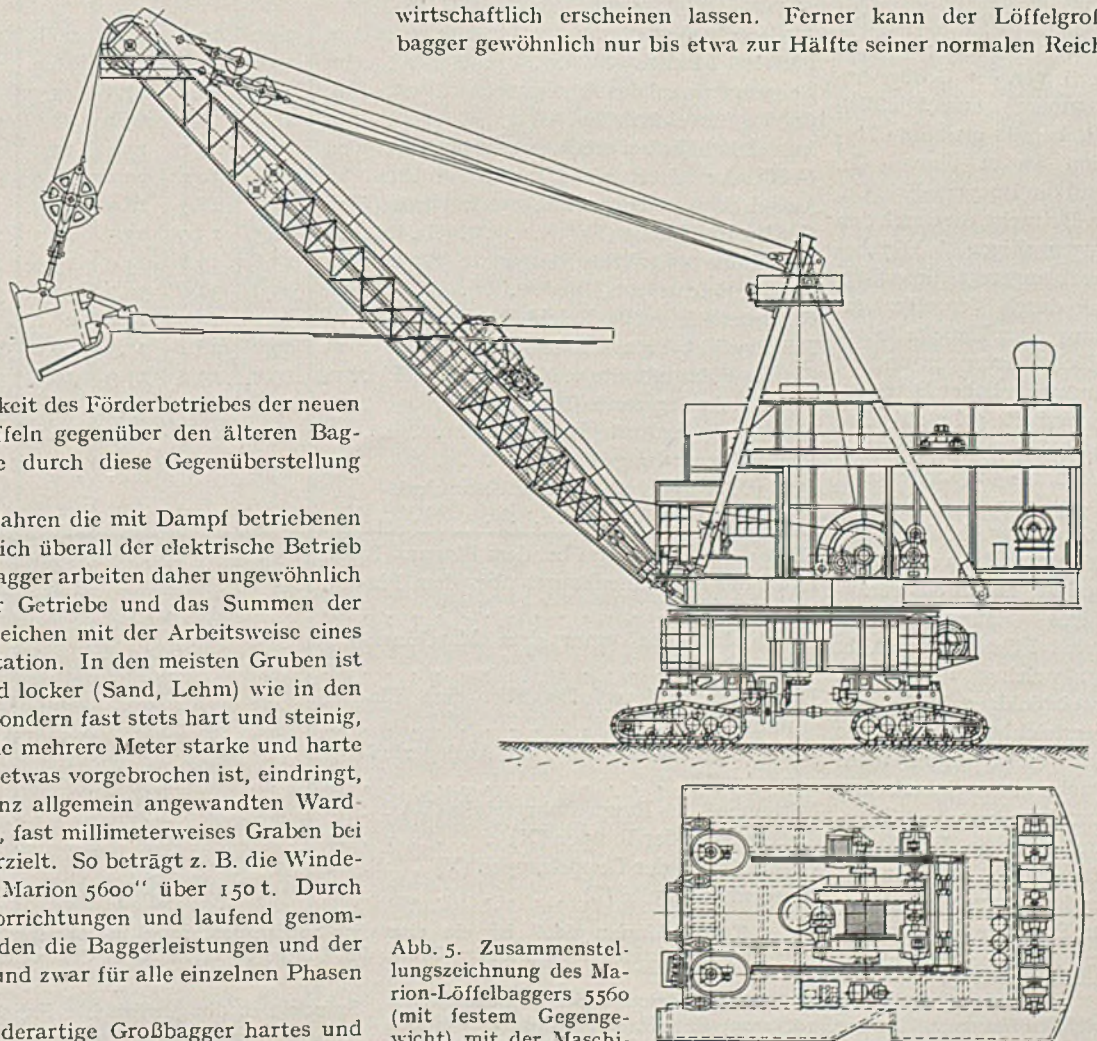 wirtschaftlich erscheinen lassen. Ferner kann der Löffelgroß
bagger gewöhnlich nur bis etwa zur Hälfte seiner normalen Reich
keit des Förderbetriebes der neuen
ffeln gegenüber den älteren Bag-
e durch diese Gegenüberstellung
ahren die mit Dampf betriebenen
ich überall der elektrische Betrieb
agger arbeiten daher ungewöhnlich
r Getriebe und das Summen der
eichen mit der Arbeitsweise eines
tation. In den meisten Gruben ist
d locker (Sand, Lehm) wie in den
ondern fast stets hart und steinig,
e mehrere Meter starke und harte
etwas vorgebrochen ist, eindringt,
nz allgemein angewandten Ward-
, fast millimeterweises Graben bei
rzielt. So beträgt z. B. die Winde-
Marion 5600“ über 150 t. Durch
orrichtungen und laufend genom-
den die Baggerleistungen und der
und zwar für alle einzelnen Phasen
derartige Großbagger hartes und
Abb. 5. Zusammenstel-
lungszeichnung des Ma-
rion-Löffelbaggers 5560
(mit festem Gegenge-
wicht) mit der Maschi-